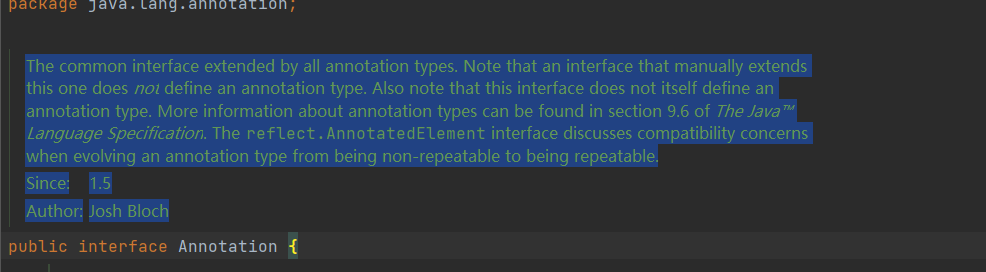 package java.lang.annotation;
The common interface extended by all annotation types. Note that an interface that manually extends
this one does not define an annotation type. Also note that this interface does not itself define an
annotation type. More information about annotation types can be found in section 9.6 of The Java™
Language Specification. The reflect.AnnotatedElement interface discusses compatibility concerns
when evolving an annotation type from being non-repeatable to being repeatable.
Since: 1.5
Author: Josh Bloch
public interface Annotation {